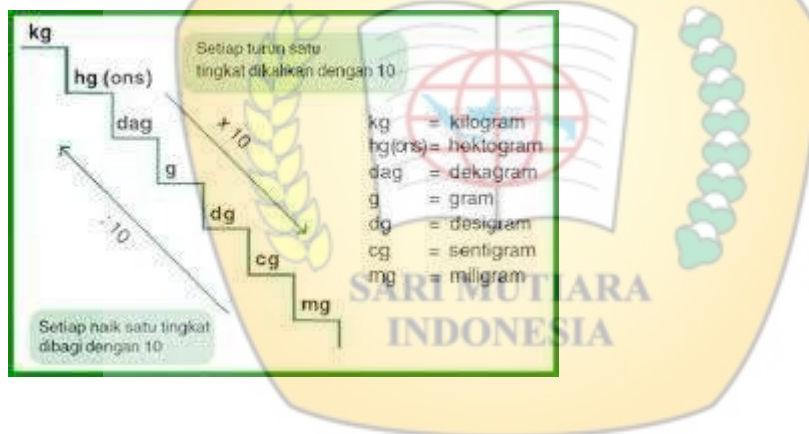 kg
hg (ons)
dag
g
dg
cg
mg
Setiap turun satu
tingkat dikalikan dengan 10
x 10
: 10
Setiap naik satu tingkat
dibagi dengan 10
kg = kilogram
hg(ons)= hektogram
dag = dekagram
g = gram
dg = desigram
cg = sentigram
mg = miligram
SARI MUTIARA
INDONESIA